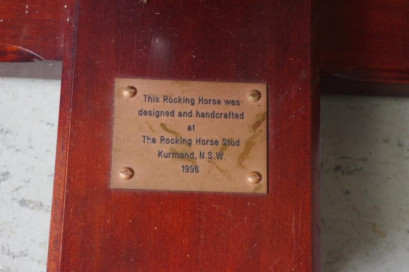 This Rocking Horse was
designed and handcrafted
at
The Rocking Horse Stud
Kurmond, N.S.W.
1996